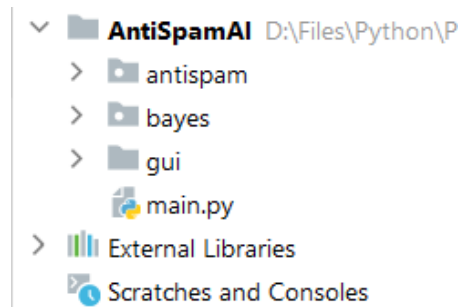 AntiSpamAI D:\Files\Python\P
antispam
bayes
gui
main.py
External Libraries
Scratches and Consoles